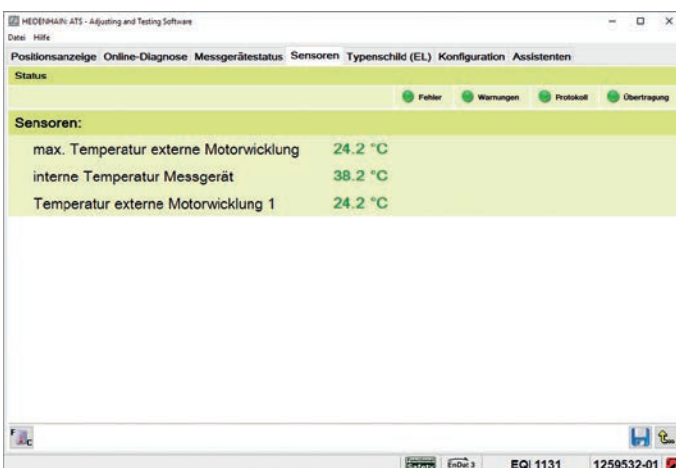 HEIDENHAIN: ATS - Adjusting and Testing Software
Datei Hilfe
Positionsanzeige Online-Diagnose Messgerätestatus Sensoren Typenschild (EL) Konfiguration Assistenten
Status
Fehler Warnungen Protokoll Übertragung
Sensoren:
max. Temperatur externe Motorwicklung 24.2 °C
interne Temperatur Messgerät 38.2 °C
Temperatur externe Motorwicklung 1 24.2 °C
F C
EnDat 3 EQI 1131 1259532-01